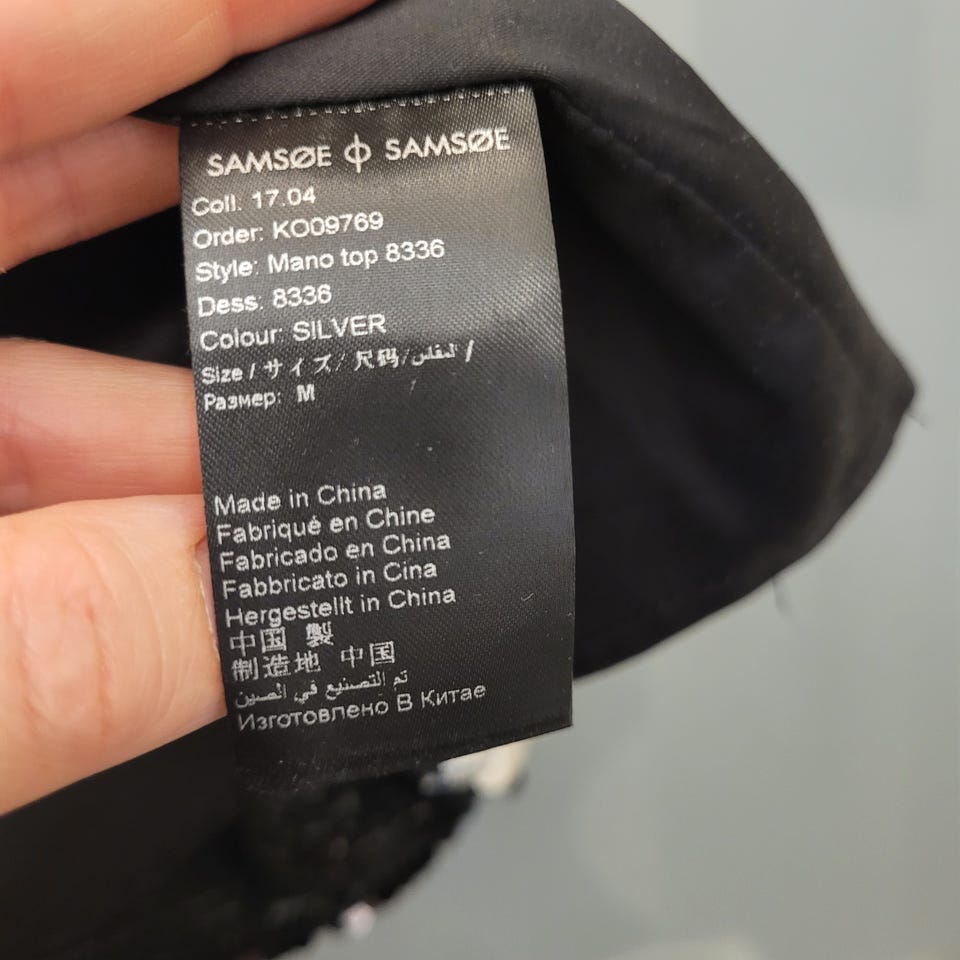 SAMSØE ϕ SAMSØE
Coll. 17.04
Order: KO09769
Style: Mano top 8336
Dess: 8336
Colour: SILVER
Size / サイズ/ 尺码/ /
Размер: M
Made in China
Fabriqué en Chine
Fabricado en China
Fabbricato in Cina
Hergestellt in China
中国 製
制造地 中国
تم التصنيع في الصين
Изготовлено В Китае